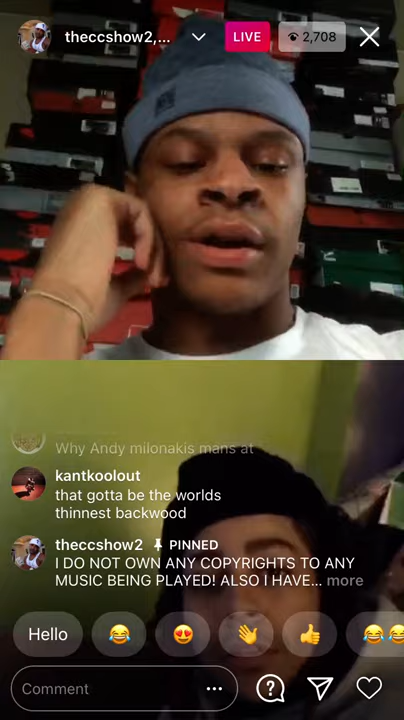 theccshow2,...
LIVE
2,708
Why Andy milonakis mans at
kantkoolout
that gotta be the worlds
thinnest backwood
theccshow2 PINNED
I DO NOT OWN ANY COPYRIGHTS TO ANY
MUSIC BEING PLAYED! ALSO I HAVE... more
Hello
Comment